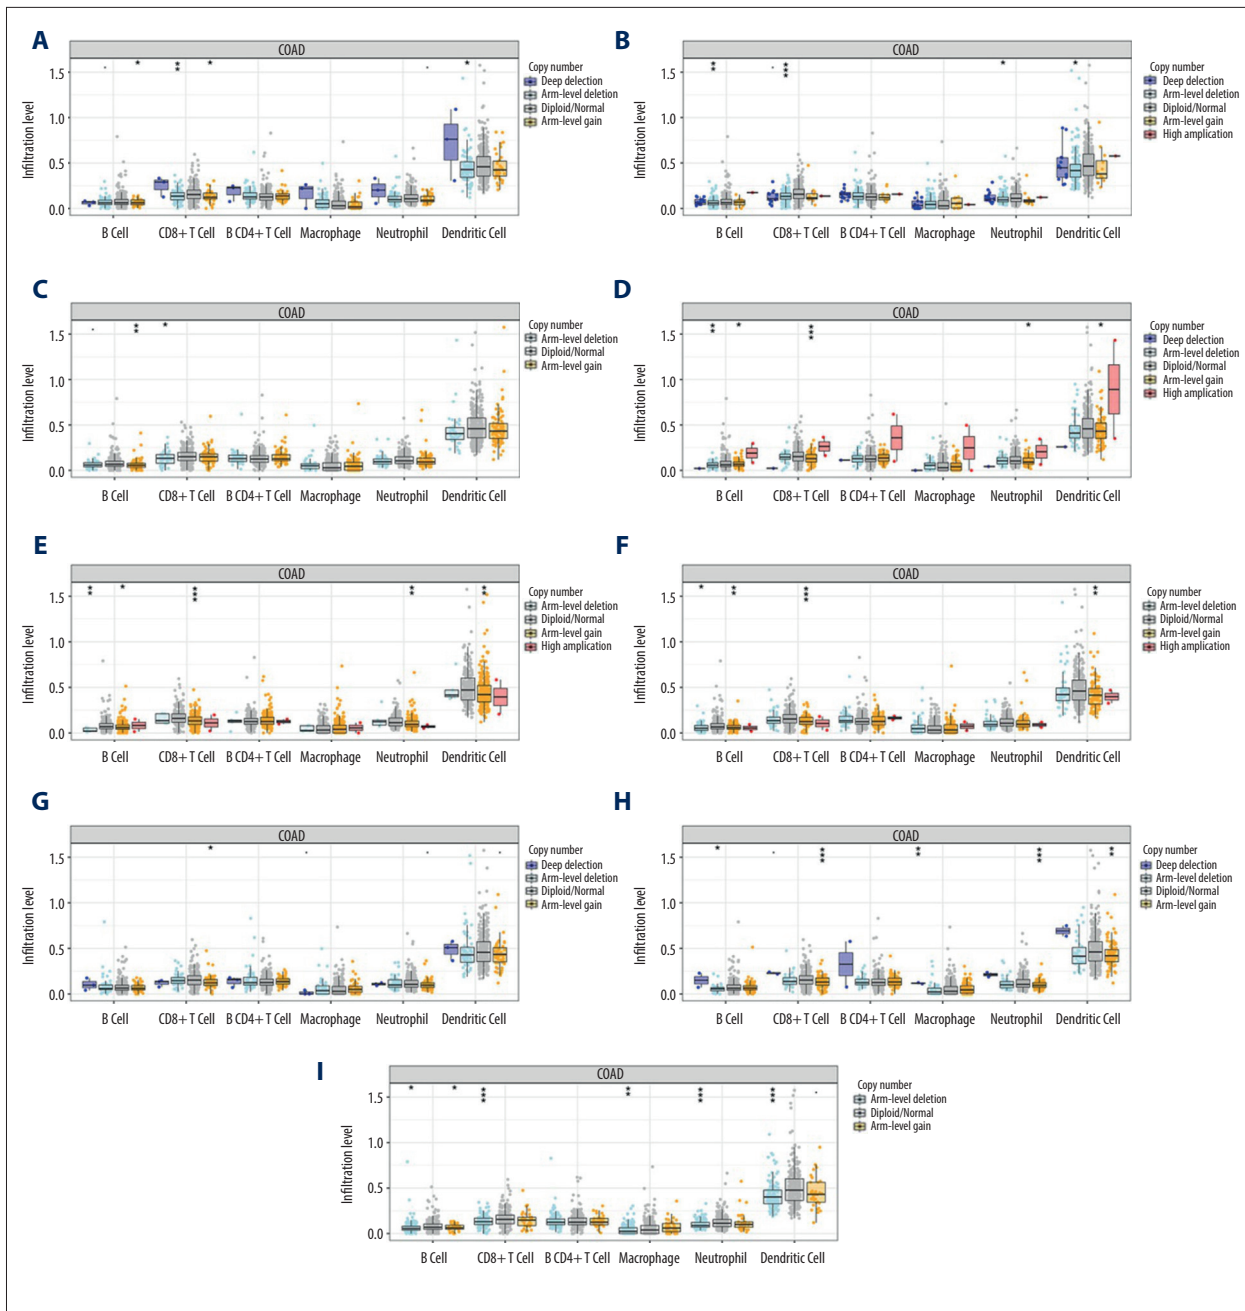 A
COAD
Infiltration level
1.5
1.0
0.5
0.0
B Cell CD8+ T Cell B CD4+ T Cell Macrophage Neutrophil Dendritic Cell
Copy number
Deep delection
Arm-level deletion
Diploid/Normal
Arm-level gain
B
COAD
Infiltration level
1.5
1.0
0.5
0.0
B Cell CD8+ T Cell B CD4+ T Cell Macrophage Neutrophil Dendritic Cell
Copy number
Deep delection
Arm-level deletion
Diploid/Normal
Arm-level gain
High amplication
C
COAD
Infiltration level
1.5
1.0
0.5
0.0
B Cell CD8+ T Cell B CD4+ T Cell Macrophage Neutrophil Dendritic Cell
Copy number
Arm-level deletion
Diploid/Normal
Arm-level gain
D
COAD
Infiltration level
1.5
1.0
0.5
0.0
B Cell CD8+ T Cell B CD4+ T Cell Macrophage Neutrophil Dendritic Cell
Copy number
Deep delection
Arm-level deletion
Diploid/Normal
Arm-level gain
High amplication
E
COAD
Infiltration level
1.5
1.0
0.5
0.0
B Cell CD8+ T Cell B CD4+ T Cell Macrophage Neutrophil Dendritic Cell
Copy number
Arm-level deletion
Diploid/Normal
Arm-level gain
High amplication
F
COAD
Infiltration level
1.5
1.0
0.5
0.0
B Cell CD8+ T Cell B CD4+ T Cell Macrophage Neutrophil Dendritic Cell
Copy number
Arm-level deletion
Diploid/Normal
Arm-level gain
High amplication
G
COAD
Infiltration level
1.5
1.0
0.5
0.0
B Cell CD8+ T Cell B CD4+ T Cell Macrophage Neutrophil Dendritic Cell
Copy number
Deep delection
Arm-level deletion
Diploid/Normal
Arm-level gain
H
COAD
Infiltration level
1.5
1.0
0.5
0.0
B Cell CD8+ T Cell B CD4+ T Cell Macrophage Neutrophil Dendritic Cell
Copy number
Deep delection
Arm-level deletion
Diploid/Normal
Arm-level gain
I
COAD
Infiltration level
1.5
1.0
0.5
0.0
B Cell CD8+ T Cell B CD4+ T Cell Macrophage Neutrophil Dendritic Cell
Copy number
Arm-level deletion
Diploid/Normal
Arm-level gain